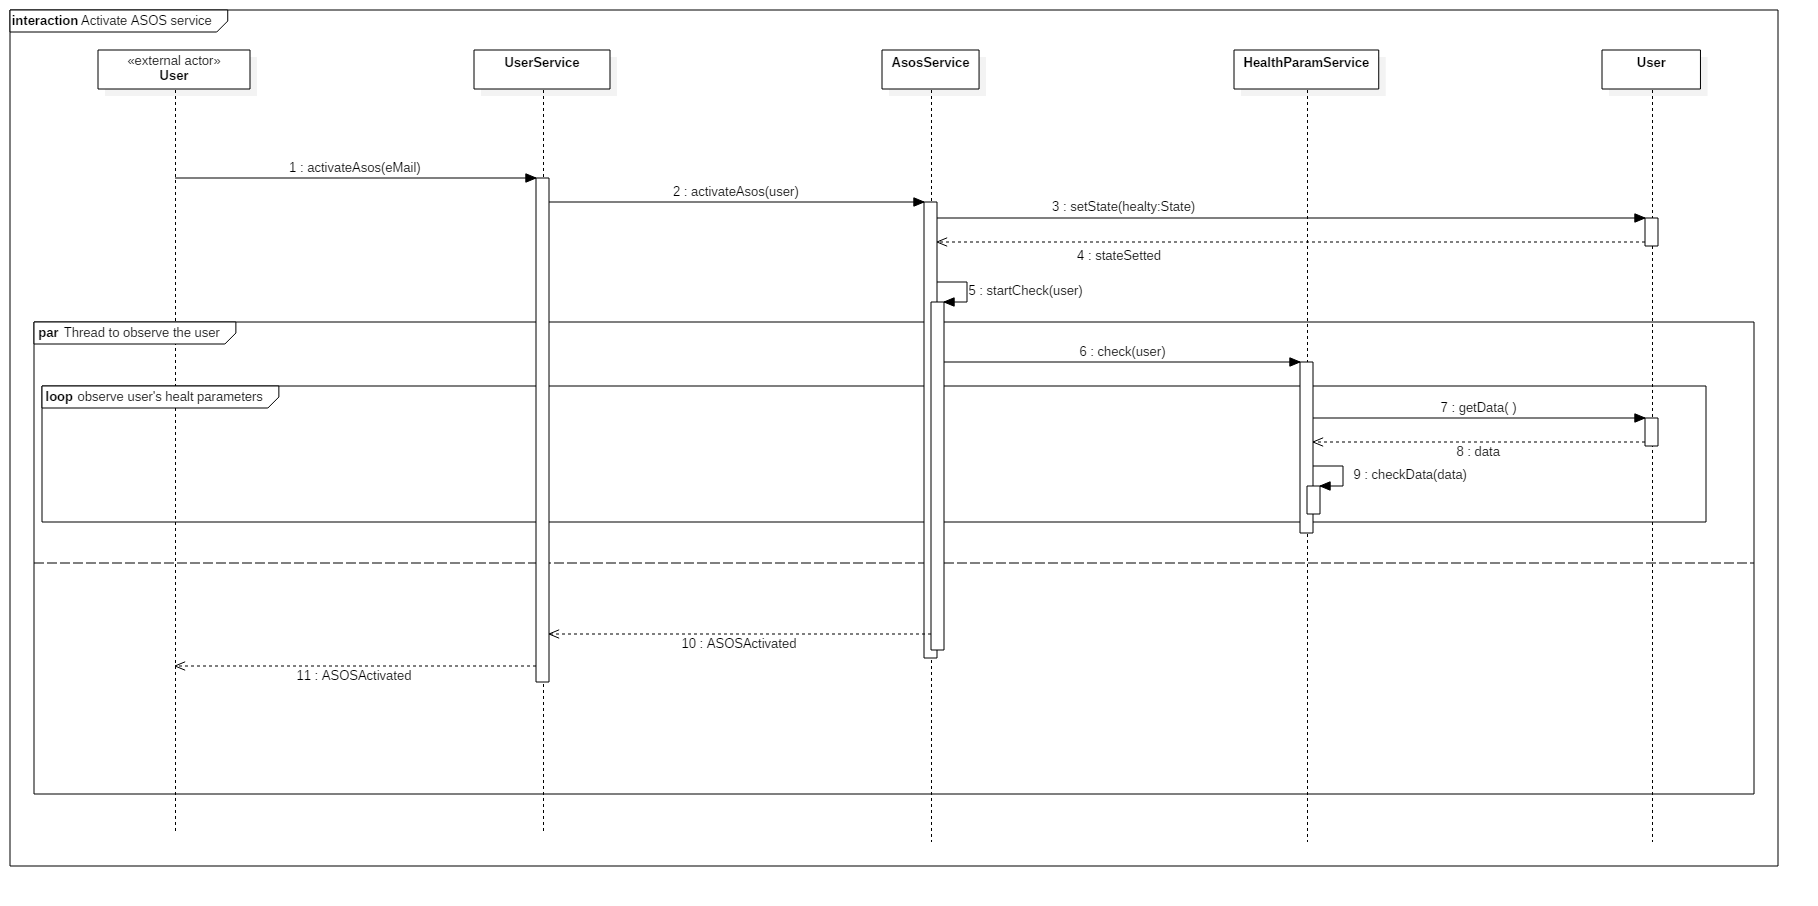 interaction Activate ASOS service
«external actor»
User
UserService
AsosService
HealthParamService
User
1 : activateAsos(eMail)
2 : activateAsos(user)
3 : setState(healty:State)
4 : stateSetted
5 : startCheck(user)
par Thread to observe the user
6 : check(user)
loop observe user's healt parameters
7 : getData( )
8 : data
9 : checkData(data)
10 : ASOSActivated
11 : ASOSActivated